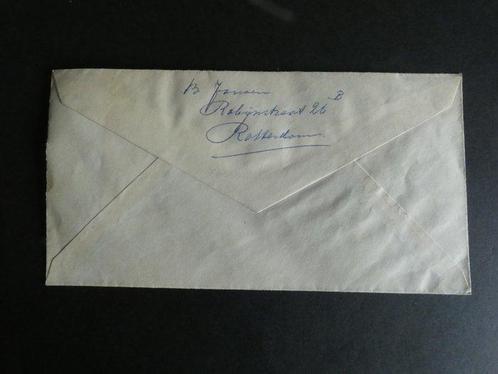 B Jansen
Robijnstraat 26 B
Rotterdam